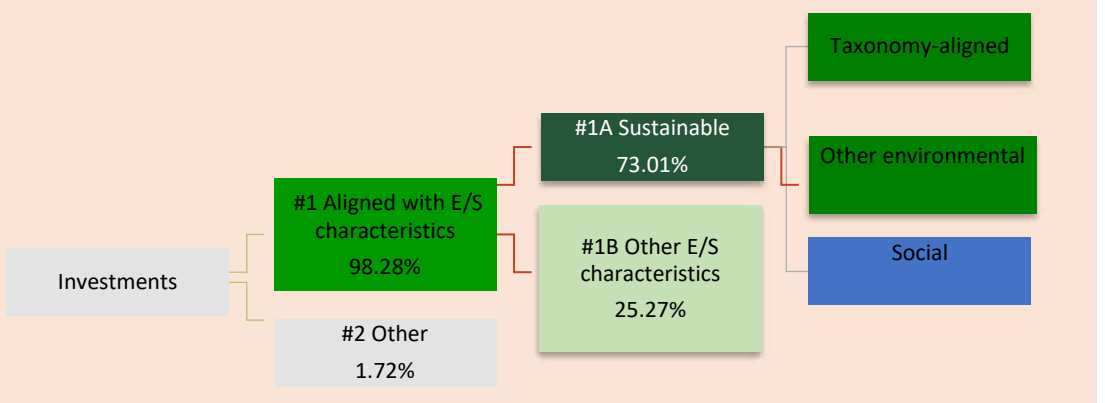 Investments
#1 Aligned with E/S
characteristics
98.28%
#2 Other
1.72%
#1A Sustainable
73.01%
#1B Other E/S
characteristics
25.27%
Taxonomy-aligned
Other environmental
Social